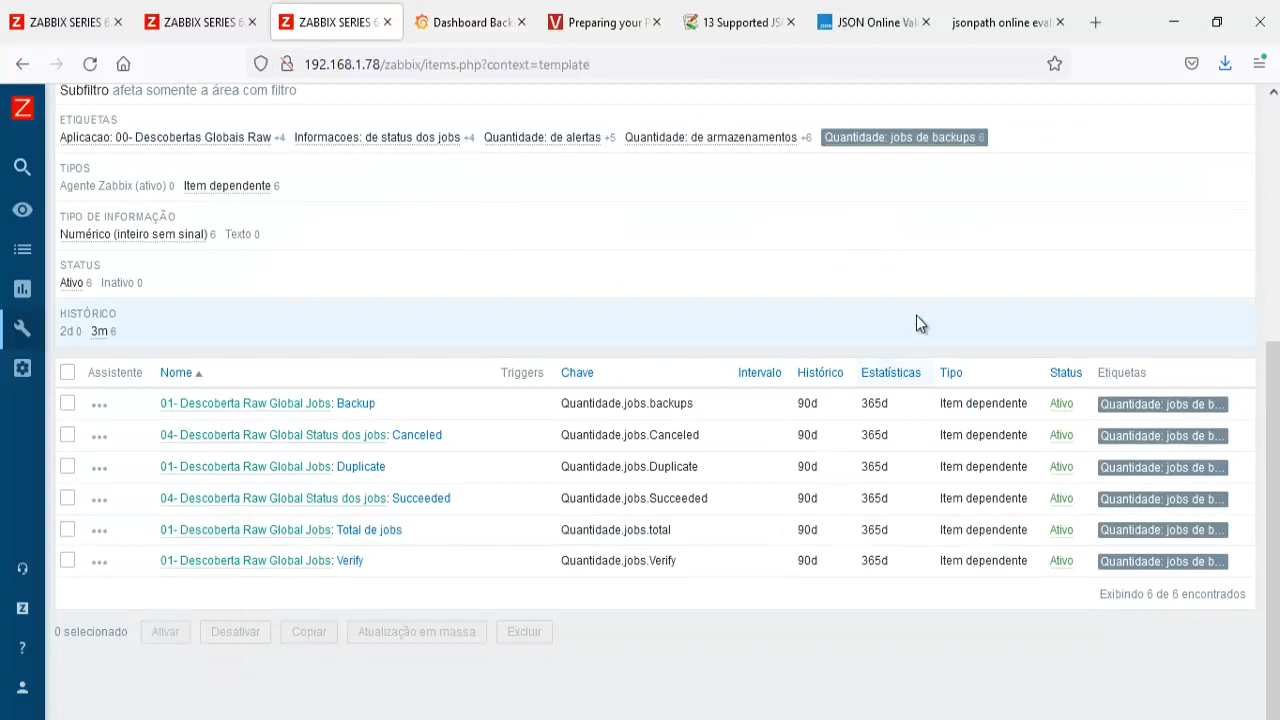 ZABBIX SERIES 6.
ZABBIX SERIES 6
ZABBIX SERIES 6
Dashboard Back
Preparing your
13 Supported JS
JSON Online Vali
jsonpath online eval
192.168.1.78/zabbix/items.php?context=template
Subfiltro afeta somente a área com filtro
ETIQUETAS
Aplicacao: 00- Descobertas Globais Raw +4 Informacoes: de status dos jobs +4 Quantidade: de alertas +5 Quantidade: de armazenamentos +6 Quantidade: jobs de backups 6
TIPOS
Agente Zabbix (ativo) 0 Item dependente 6
TIPO DE INFORMAÇÃO
Numérico (inteiro sem sinal) 6 Texto 0
STATUS
Ativo 6 Inativo 0
HISTÓRICO
2d 0 3m 6
Assistente Nome Triggers Chave Intervalo Histórico Estatísticas Tipo Status Etiquetas
01- Descoberta Raw Global Jobs: Backup Quantidade.jobs.backups 90d 365d Item dependente Ativo Quantidade: jobs de b...
04- Descoberta Raw Global Status dos jobs: Canceled Quantidade.jobs.Canceled 90d 365d Item dependente Ativo Quantidade: jobs de b...
01- Descoberta Raw Global Jobs: Duplicate Quantidade.jobs.Duplicate 90d 365d Item dependente Ativo Quantidade: jobs de b...
04- Descoberta Raw Global Status dos jobs: Succeeded Quantidade.jobs.Succeeded 90d 365d Item dependente Ativo Quantidade: jobs de b...
01- Descoberta Raw Global Jobs: Total de jobs Quantidade.jobs.total 90d 365d Item dependente Ativo Quantidade: jobs de b...
01- Descoberta Raw Global Jobs: Verify Quantidade.jobs.Verify 90d 365d Item dependente Ativo Quantidade: jobs de b...
Exibindo 6 de 6 encontrados
0 selecionado Ativar Desativar Copiar Atualização em massa Excluir